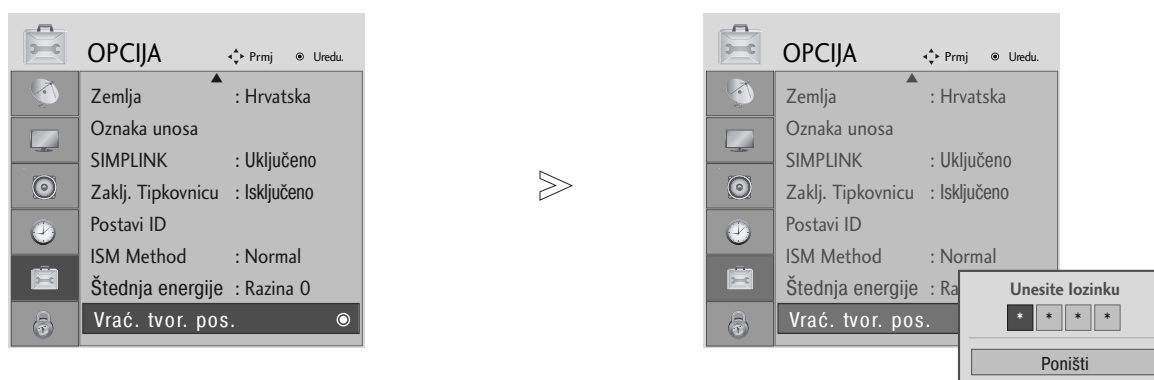 OPCIJA Prmj Uredu.
Zemlja : Hrvatska
Oznaka unosa
SIMPLINK : Uključeno
Zaklj. Tipkovnicu : Isključeno
Postavi ID
ISM Method : Normal
Štednja energije : Razina 0
Vrać. tvor. pos.
OPCIJA Prmj Uredu.
Zemlja : Hrvatska
Oznaka unosa
SIMPLINK : Uključeno
Zaklj. Tipkovnicu : Isključeno
Postavi ID
ISM Method : Normal
Štednja energije : Ra
Vrać. tvor. pos.
Unesite lozinku
* * * *
Poništi